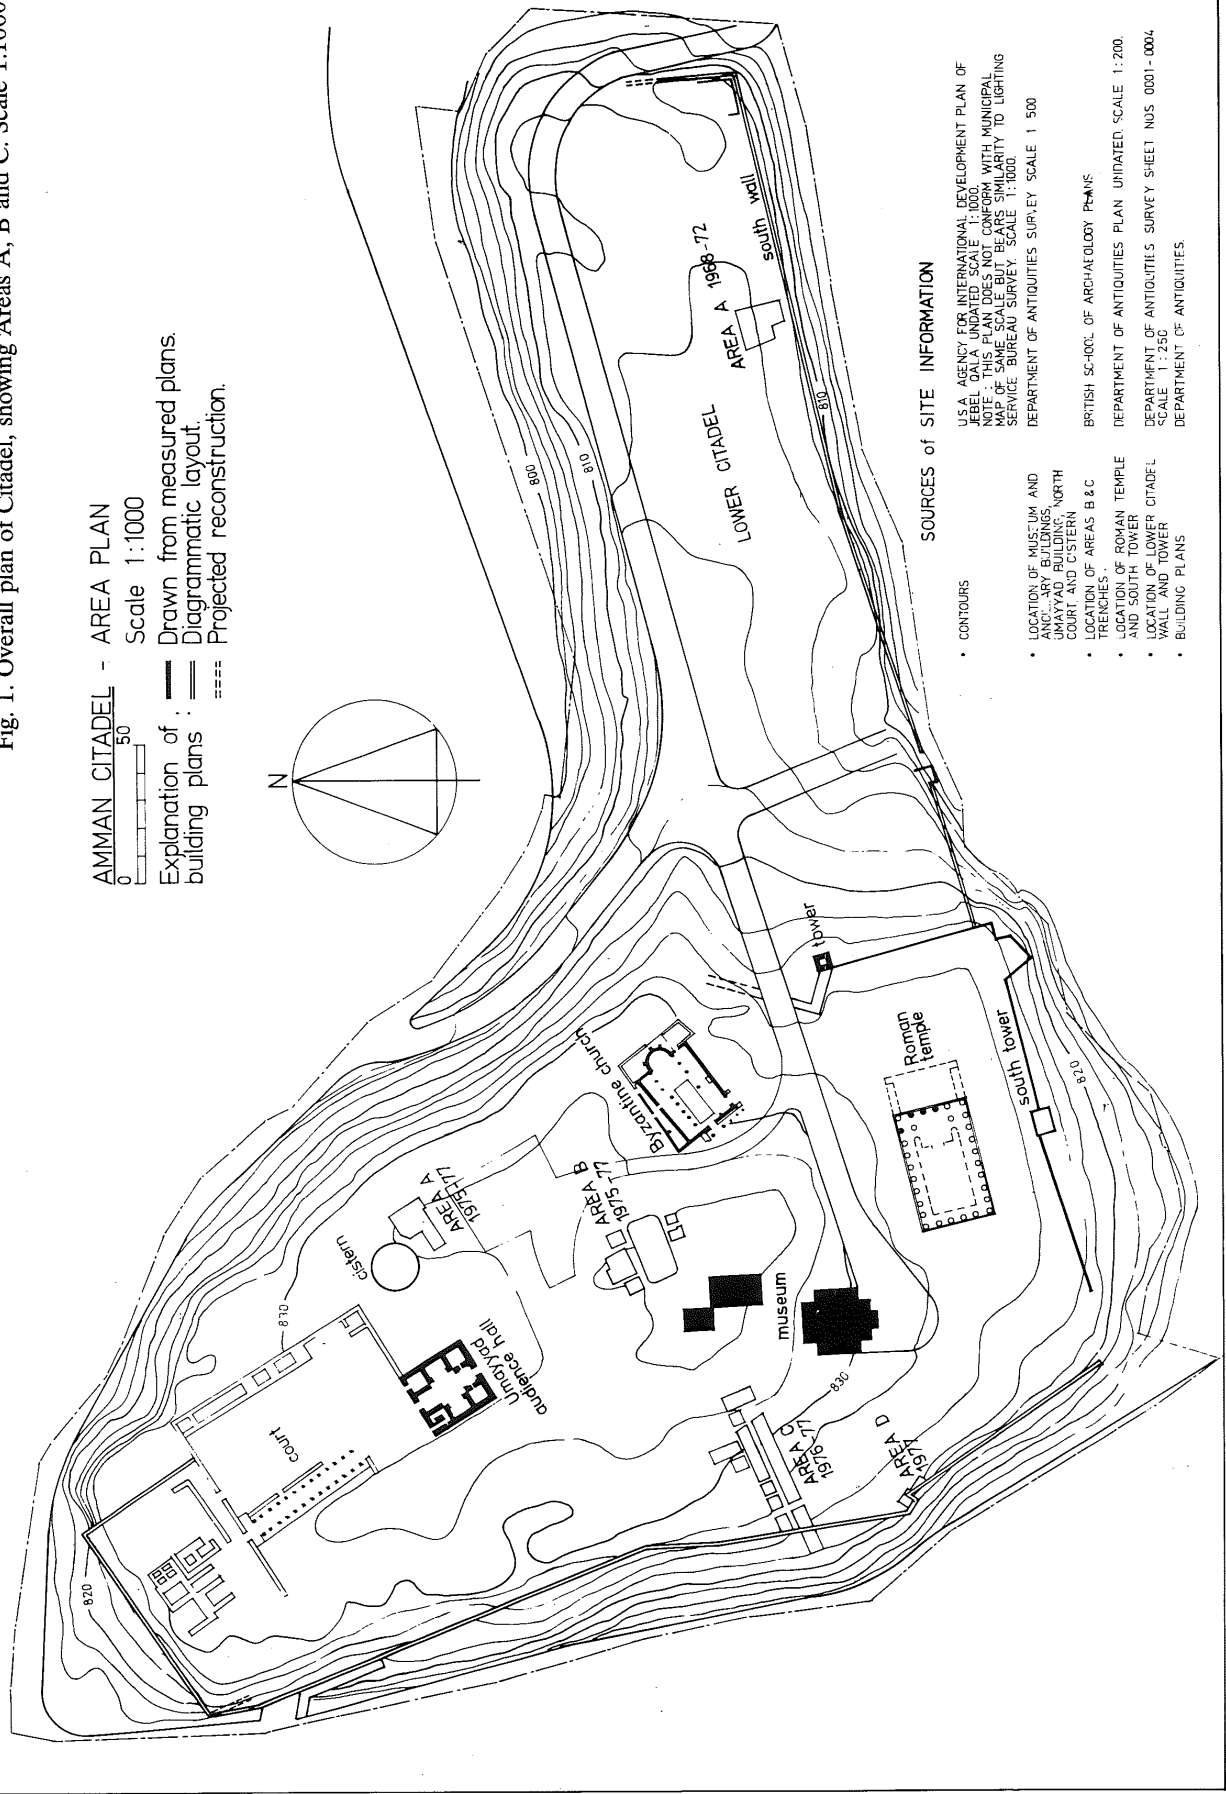 Fig. 1. Overall plan of Citadel, showing Areas A, B and C. Scale 1:1000
AMMAN CITADEL - AREA PLAN
0 50
Scale 1:1000
Explanation of building plans :
Drawn from measured plans.
Diagrammatic layout.
Projected reconstruction.
N
800
810
LOWER CITADEL
AREA A 1968-72
south wall
810
tower
Byzantine church
Roman
temple
south tower
820
AREA A
1975-77
cistern
AREA B
1975-77
museum
Umayyad
audience hall
court
830
820
830
AREA C
1976-77
AREA D
1977
SOURCES of SITE INFORMATION
• CONTOURS
USA AGENCY FOR INTERNATIONAL DEVELOPMENT PLAN OF
JEBEL QALA UNDATED SCALE 1:1000.
NOTE : THIS PLAN DOES NOT CONFORM WITH MUNICIPAL
MAP OF SAME SCALE BUT BEARS SIMILARITY TO LIGHTING
SERVICE BUREAU SURVEY. SCALE 1:1000.
• LOCATION OF MUSEUM AND
ANCILLARY BUILDINGS,
UMAYYAD BUILDING, NORTH
COURT, AND CISTERN
DEPARTMENT OF ANTIQUITIES SURVEY SCALE 1 500
• LOCATION OF AREAS B & C
TRENCHES.
BRITISH SCHOOL OF ARCHAEOLOGY PLANS
• LOCATION OF ROMAN TEMPLE
AND SOUTH TOWER
DEPARTMENT OF ANTIQUITIES PLAN UNDATED. SCALE 1:200.
• LOCATION OF LOWER CITADEL
WALL AND TOWER
DEPARTMENT OF ANTIQUITIES SURVEY SHEET NOS 0001-0004
SCALE 1:250
• BUILDING PLANS
DEPARTMENT OF ANTIQUITIES.